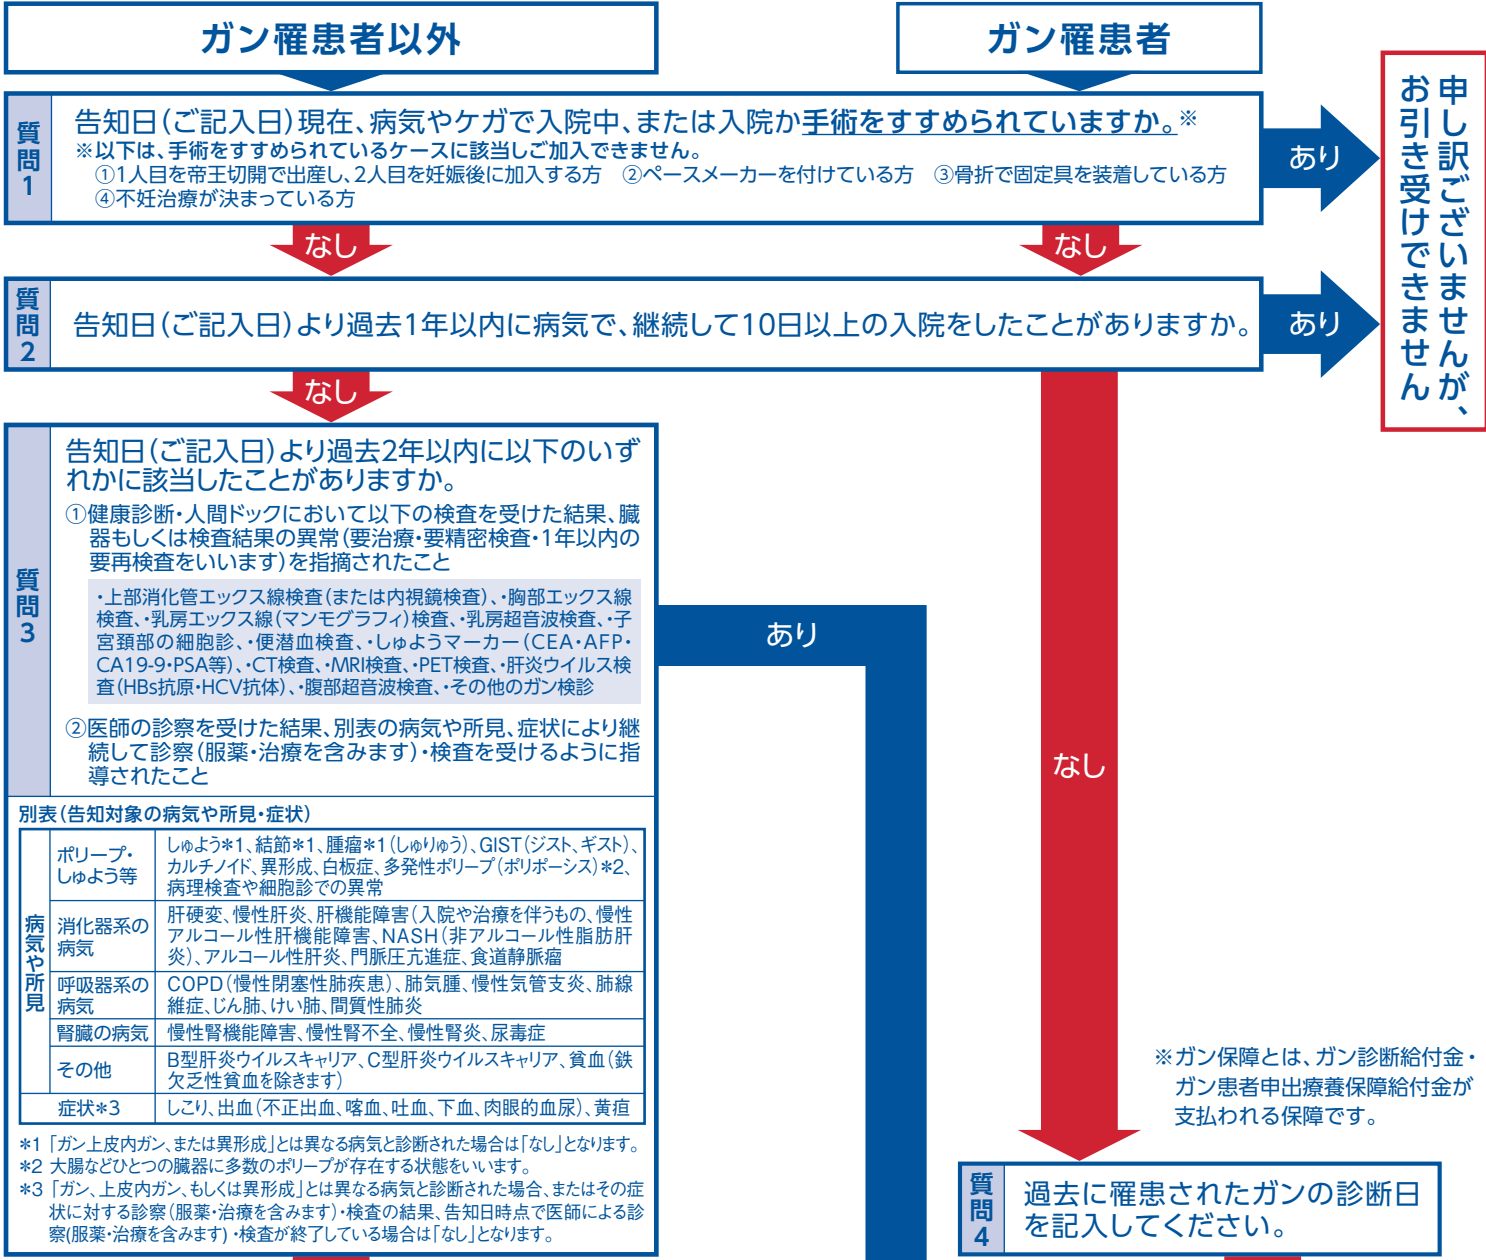 ガン罹患者以外
ガン罹患者
質問1
告知日(ご記入日)現在、病気やケガで入院中、または入院か手術をすすめられていますか。※
※以下は、手術をすすめられているケースに該当しご加入できません。
①1人目を帝王切開で出産し、2人目を妊娠後に加入する方 ②ペースメーカーを付けている方 ③骨折で固定具を装着している方
④不妊治療が決まっている方
あり
申し訳ございませんが、
お引き受けできません
なし
なし
質問2
告知日(ご記入日)より過去1年以内に病気で、継続して10日以上の入院をしたことがありますか。
あり
なし
質問3
告知日(ご記入日)より過去2年以内に以下のいず
れかに該当したことがありますか。
①健康診断・人間ドックにおいて以下の検査を受けた結果、臓
器もしくは検査結果の異常(要治療・要精密検査・1年以内の
要再検査をいいます)を指摘されたこと
・上部消化管エックス線検査(または内視鏡検査)、・胸部エックス線
検査、・乳房エックス線(マンモグラフィ)検査、・乳房超音波検査、・子
宮頚部の細胞診、・便潜血検査、・しゅようマーカー(CEA・AFP・
CA19-9・PSA等)、・CT検査、・MRI検査、・PET検査、・肝炎ウイルス検
査(HBs抗原・HCV抗体)、・腹部超音波検査、・その他のガン検診
②医師の診察を受けた結果、別表の病気や所見、症状により継
続して診察(服薬・治療を含みます)・検査を受けるように指
導されたこと
あり
なし
別表(告知対象の病気や所見・症状)
病気や所見
ポリープ・
しゅよう等
しゅよう*1、結節*1、腫瘤*1(しゅりゅう)、GIST(ジスト、ギスト)、
カルチノイド、異形成、白板症、多発性ポリープ(ポリポーシス)*2、
病理検査や細胞診での異常
消化器系の
病気
肝硬変、慢性肝炎、肝機能障害(入院や治療を伴うもの、慢性
アルコール性肝機能障害、NASH(非アルコール性脂肪肝
炎)、アルコール性肝炎、門脈圧亢進症、食道静脈瘤
呼吸器系の
病気
COPD(慢性閉塞性肺疾患)、肺気腫、慢性気管支炎、肺線
維症、じん肺、けい肺、間質性肺炎
腎臓の病気
慢性腎機能障害、慢性腎不全、慢性腎炎、尿毒症
その他
B型肝炎ウイルスキャリア、C型肝炎ウイルスキャリア、貧血(鉄
欠乏性貧血を除きます)
症状*3
しこり、出血(不正出血、喀血、吐血、下血、肉眼的血尿)、黄疸
*1 「ガン上皮内ガン、または異形成」とは異なる病気と診断された場合は「なし」となります。
*2 大腸などひとつの臓器に多数のポリープが存在する状態をいいます。
*3 「ガン、上皮内ガン、もしくは異形成」とは異なる病気と診断された場合、またはその症
状に対する診察(服薬・治療を含みます)・検査の結果、告知日時点で医師による診
察(服薬・治療を含みます)・検査が終了している場合は「なし」となります。
※ガン保障とは、ガン診断給付金・
ガン患者申出療養保障給付金が
支払われる保障です。
質問4
過去に罹患されたガンの診断日
を記入してください。